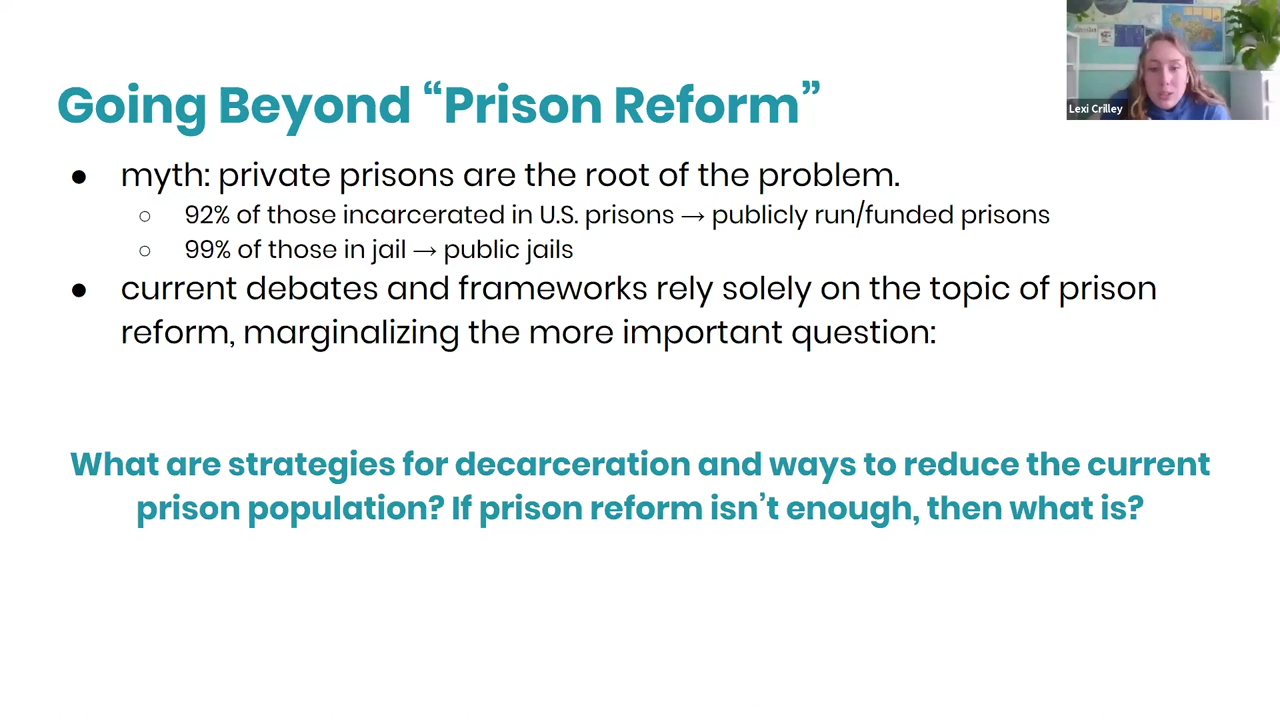 Going Beyond “Prison Reform”
Lexi Crilley
● myth: private prisons are the root of the problem.
○ 92% of those incarcerated in U.S. prisons → publicly run/funded prisons
○ 99% of those in jail → public jails
● current debates and frameworks rely solely on the topic of prison
reform, marginalizing the more important question:
What are strategies for decarceration and ways to reduce the current
prison population? If prison reform isn’t enough, then what is?